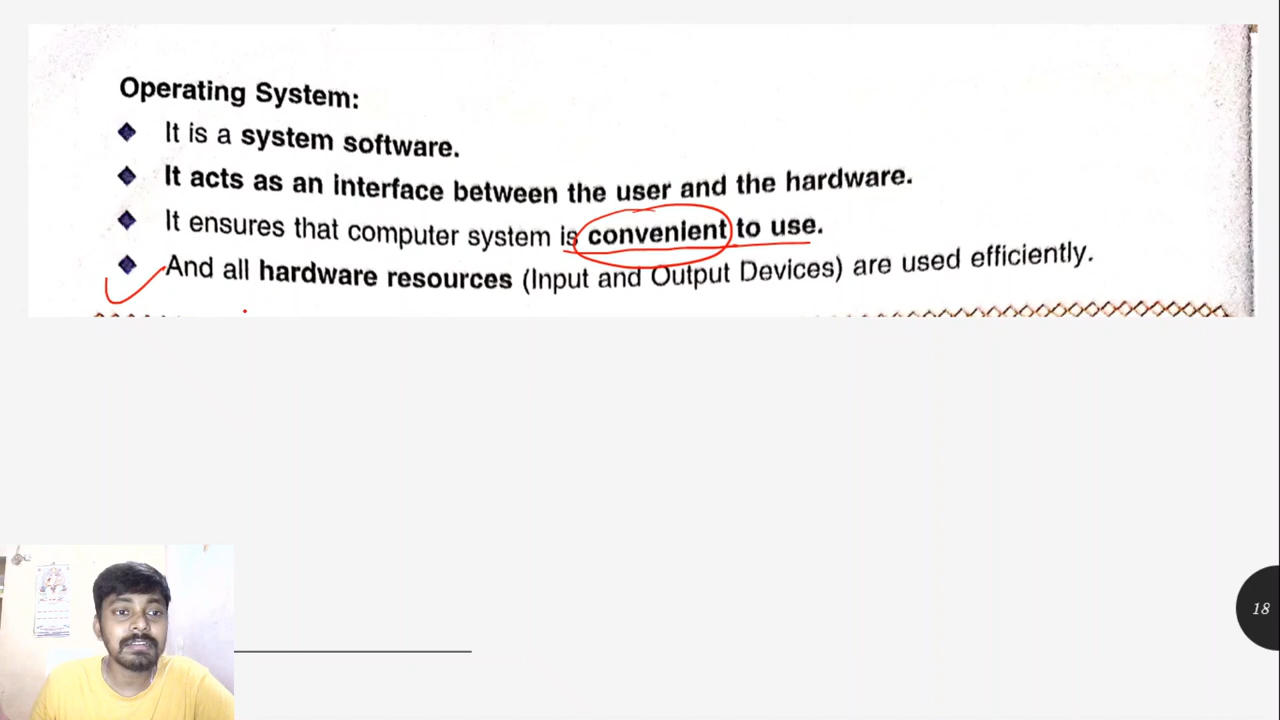 Operating System:
It is a system software.
It acts as an interface between the user and the hardware.
It ensures that computer system is convenient to use.
And all hardware resources (Input and Output Devices) are used efficiently.
18